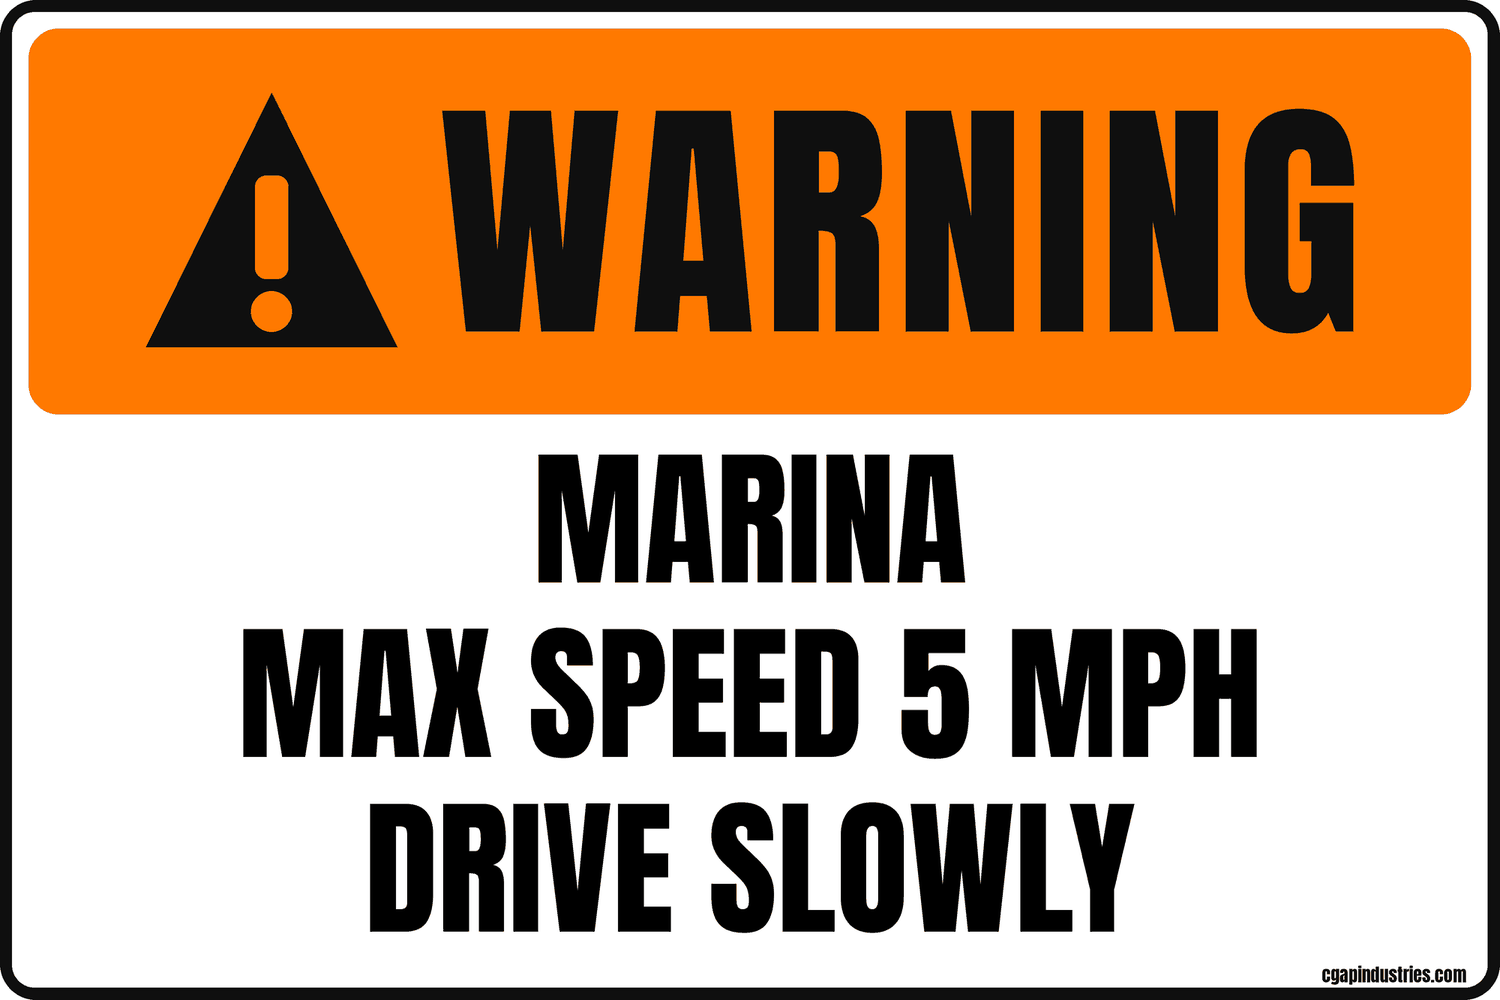 WARNING
MARINA
MAX SPEED 5 MPH
DRIVE SLOWLY
cgapindustries.com